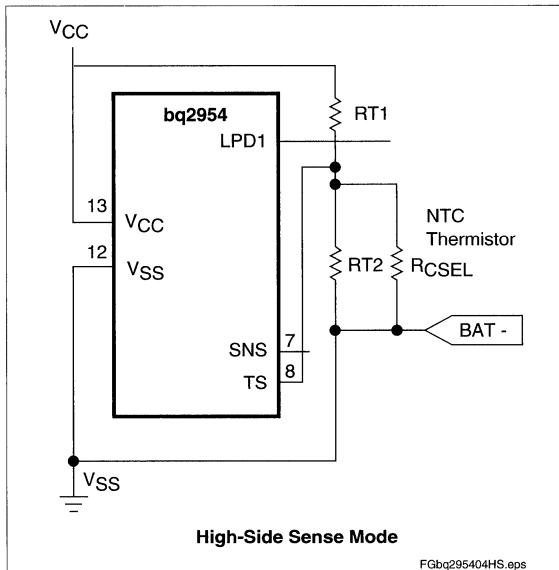 VCC
bq2954
RT1
LPD1
13
VCC
NTC
Thermistor
12
VSS
RT2
RCSEL
SNS
7
BAT -
TS
8
VSS
High-Side Sense Mode
FGbq295404HS.eps